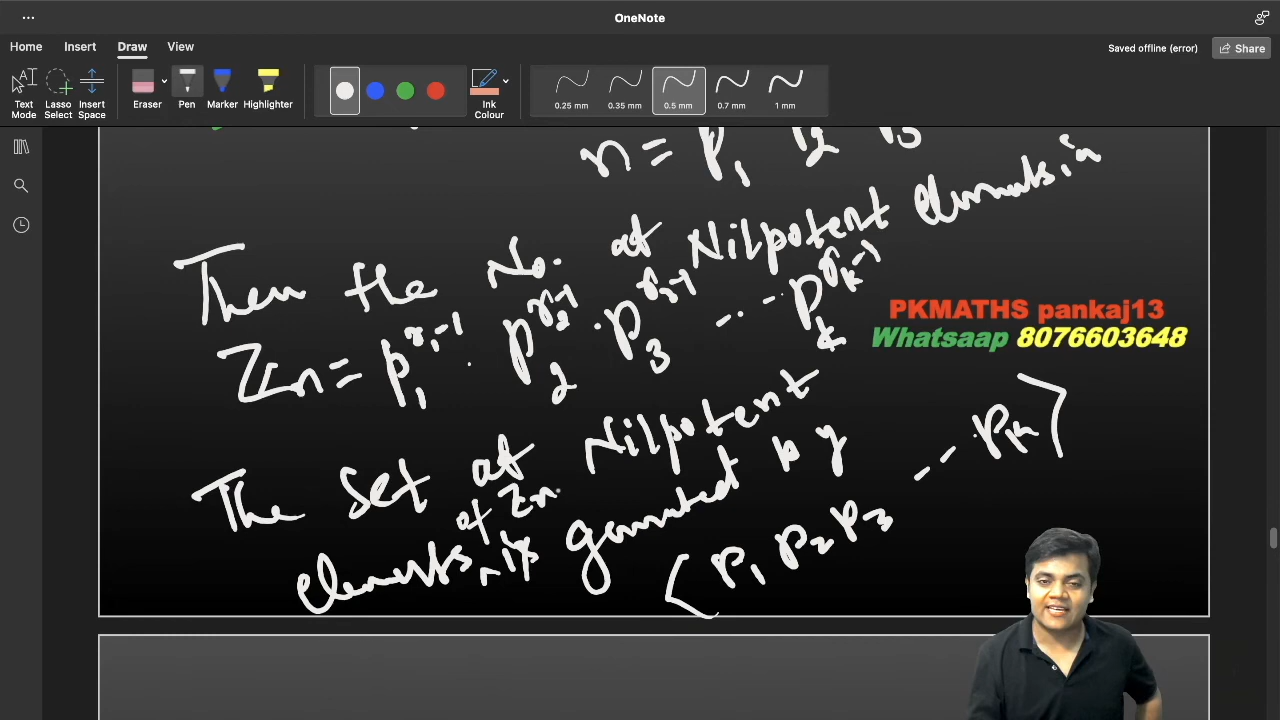 OneNote
Home Insert Draw View
Saved offline (error) Share
Text Mode
Lasso Select
Insert Space
Eraser
Pen
Marker
Highlighter
Ink Colour
0.25 mm
0.35 mm
0.5 mm
0.7 mm
1 mm
n = p₁ p₂ p₃
Then the No. of Nilpotent elements in
Zn = p₁^(r₁-1) · p₂^(r₂-1) · p₃^(r₃-1) ... p_k^(r_k-1)
PKMATHS pankaj13
Whatsaap 8076603648
The set of Nilpotent
elements of Zn is generated by
⟨p₁ p₂ p₃ ... p_k⟩